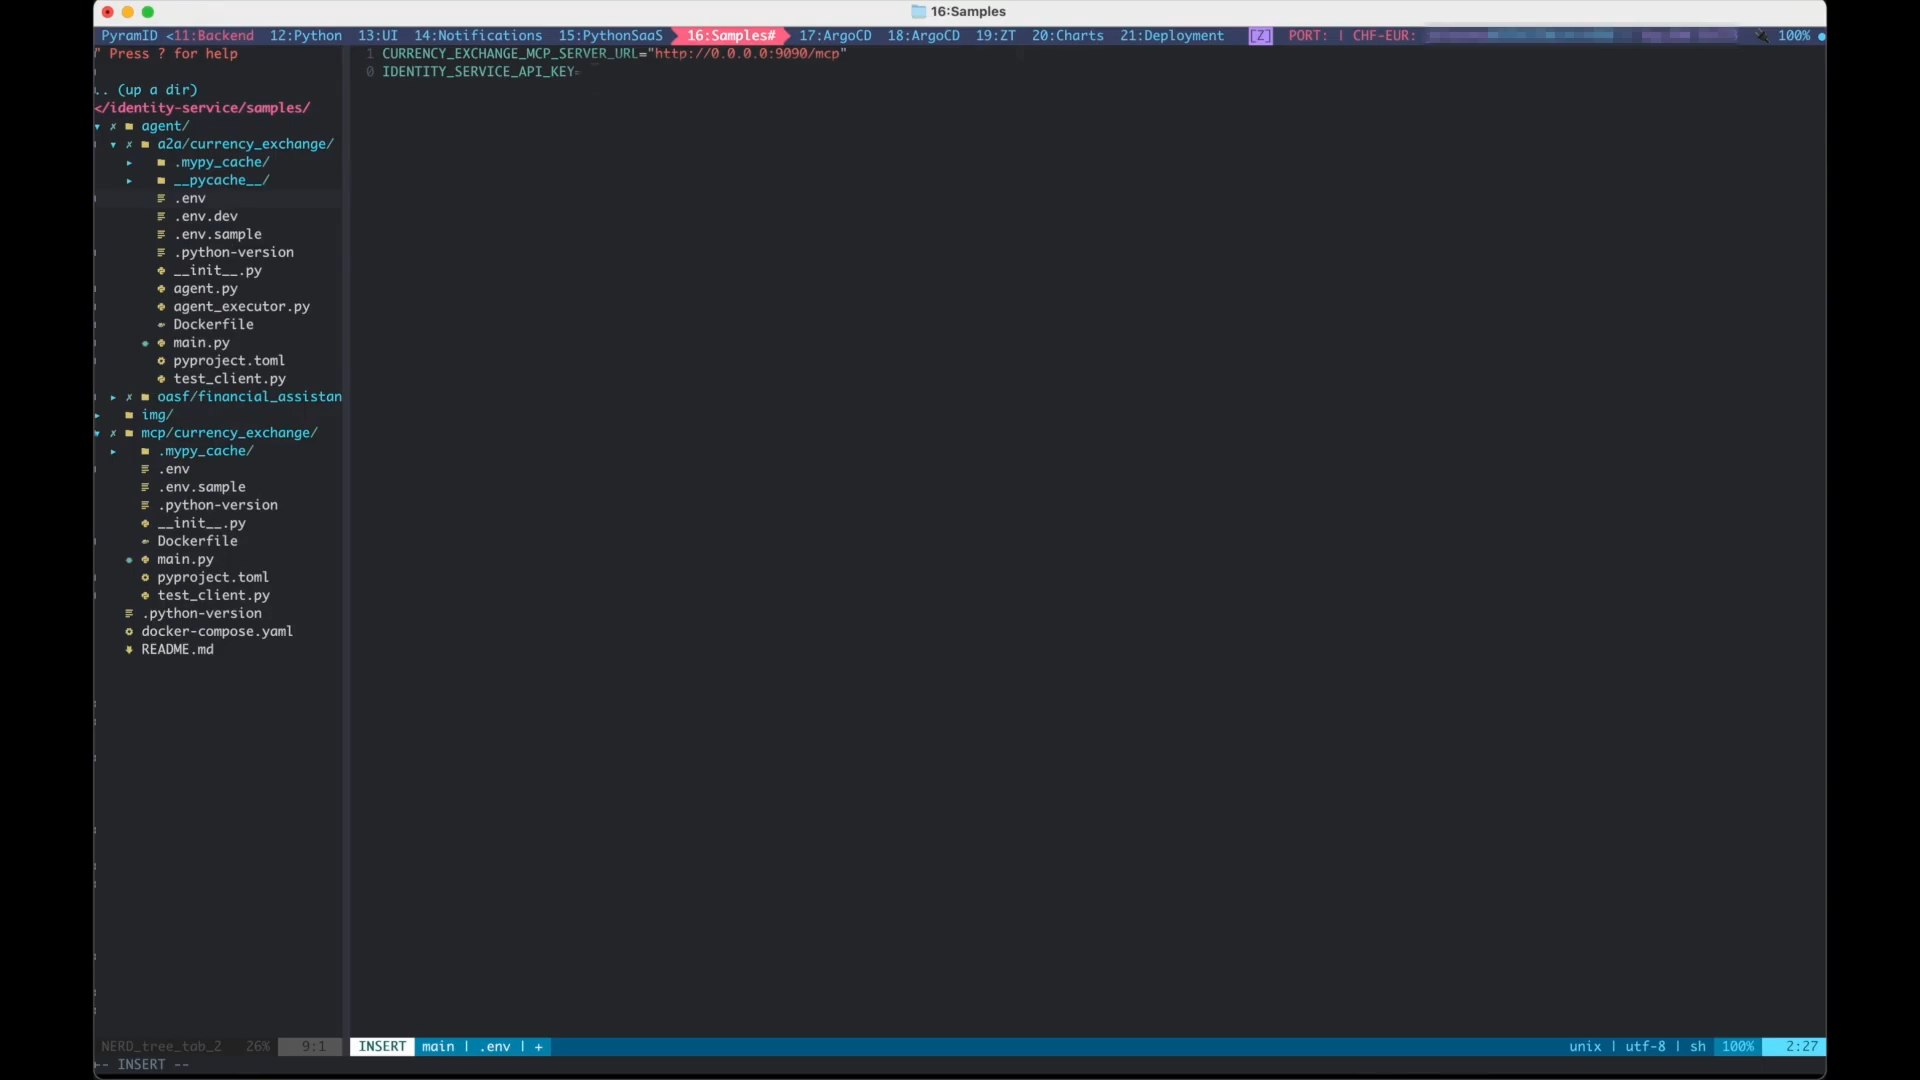 16:Samples
PyramID <11:Backend 12:Python 13:UI 14:Notifications 15:PythonSaaS 16:Samples# 17:ArgoCD 18:ArgoCD 19:ZT 20:Charts 21:Deployment [Z] PORT: | CHF-EUR: 100%
" Press ? for help
.. (up a dir)
</identity-service/samples/
agent/
a2a/currency_exchange/
.mypy_cache/
__pycache__/
.env
.env.dev
.env.sample
.python-version
__init__.py
agent.py
agent_executor.py
Dockerfile
main.py
pyproject.toml
test_client.py
oasf/financial_assistan
img/
mcp/currency_exchange/
.mypy_cache/
.env
.env.sample
.python-version
__init__.py
Dockerfile
main.py
pyproject.toml
test_client.py
.python-version
docker-compose.yaml
README.md
1 CURRENCY_EXCHANGE_MCP_SERVER_URL="http://0.0.0.0:9090/mcp"
0 IDENTITY_SERVICE_API_KEY=
NERD_tree_tab_2 26% 9:1
INSERT main | .env | +
unix | utf-8 | sh 100% 2:27
-- INSERT --